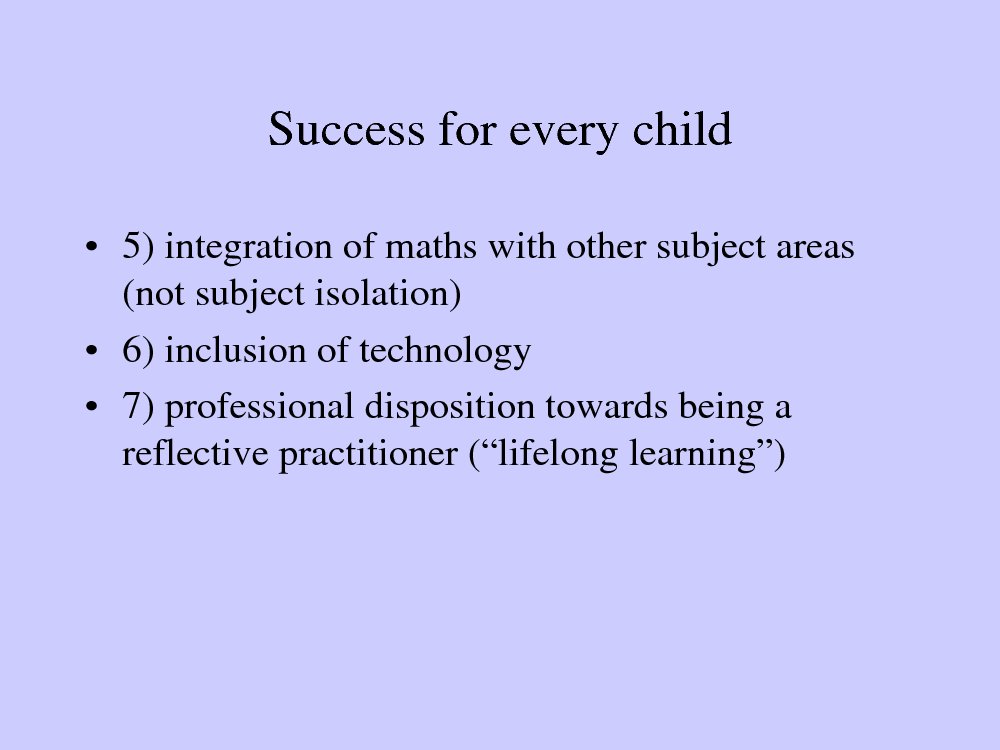 Success for every child
• 5) integration of maths with other subject areas
(not subject isolation)
• 6) inclusion of technology
• 7) professional disposition towards being a
reflective practitioner (“lifelong learning”)